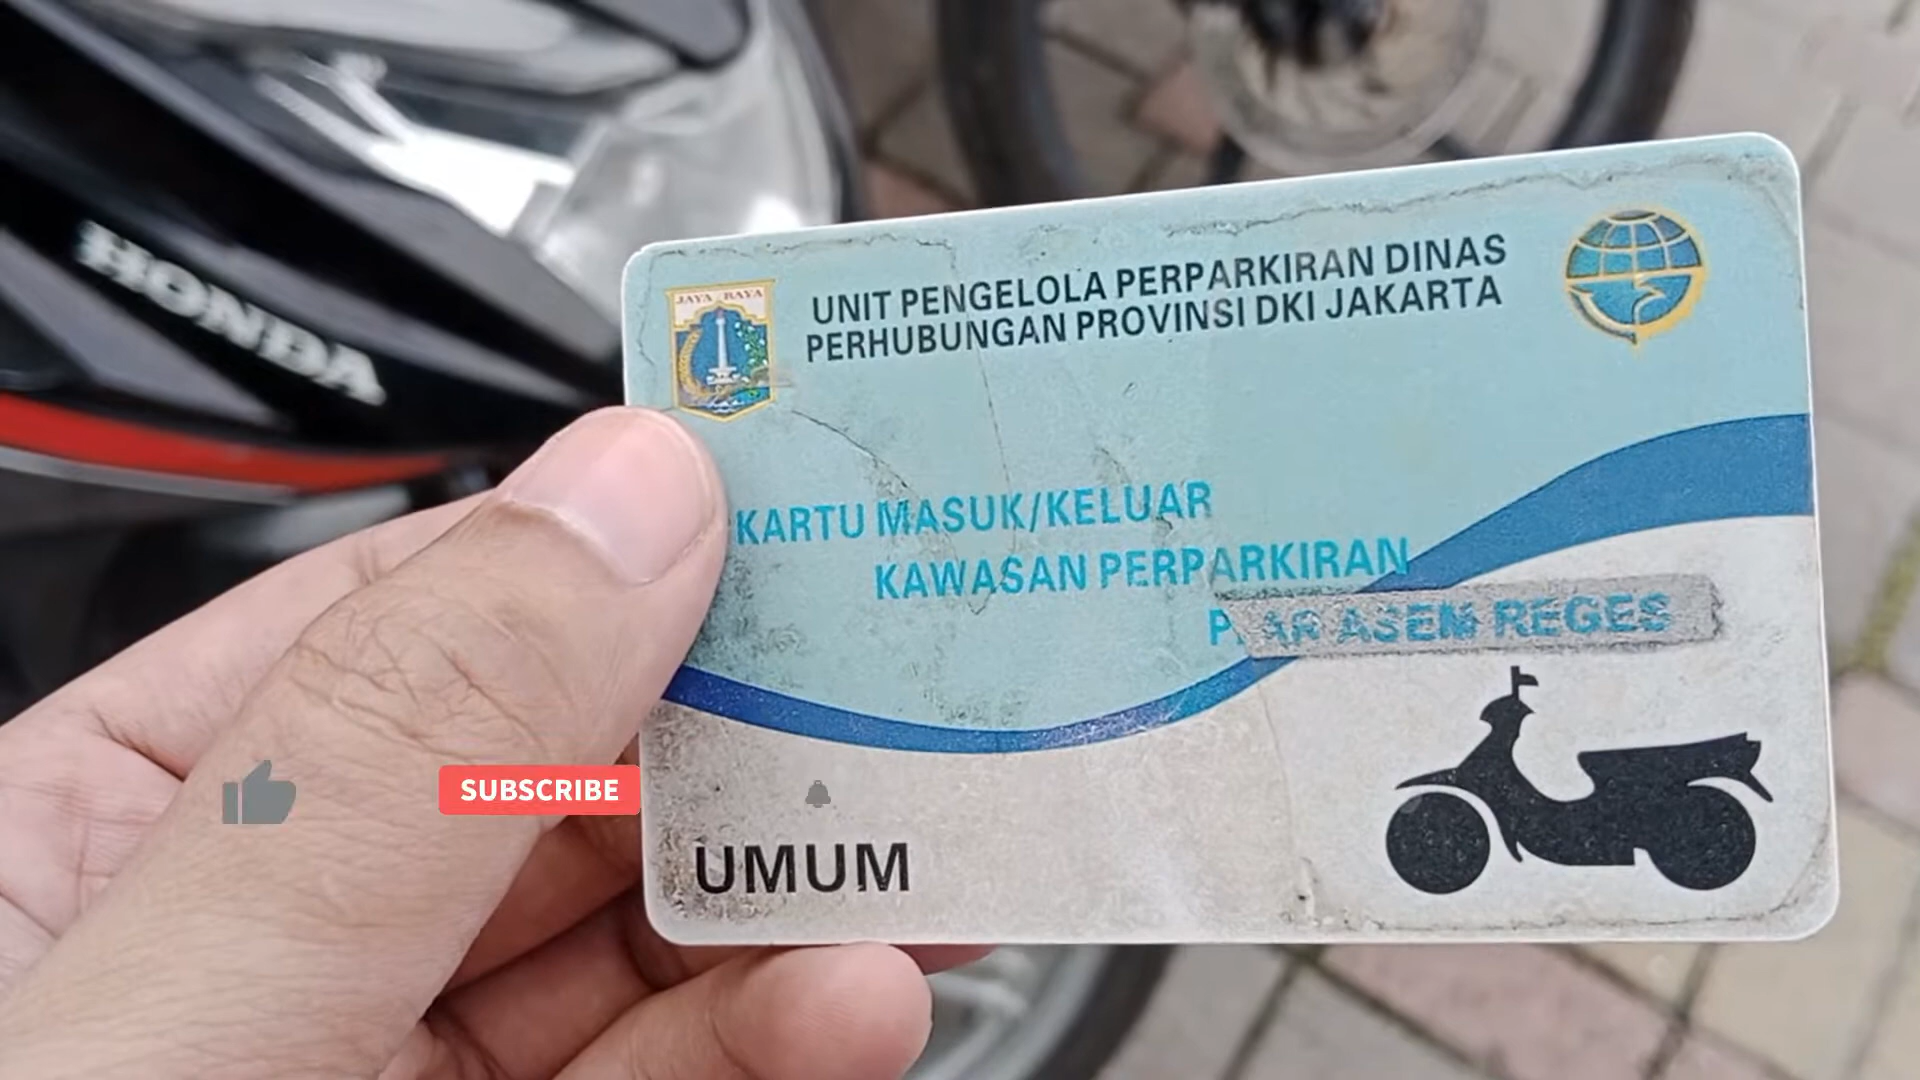 HONDA
JAYA RAYA
UNIT PENGELOLA PERPARKIRAN DINAS
PERHUBUNGAN PROVINSI DKI JAKARTA
KARTU MASUK/KELUAR
KAWASAN PERPARKIRAN
ASEM REGES
SUBSCRIBE
UMUM